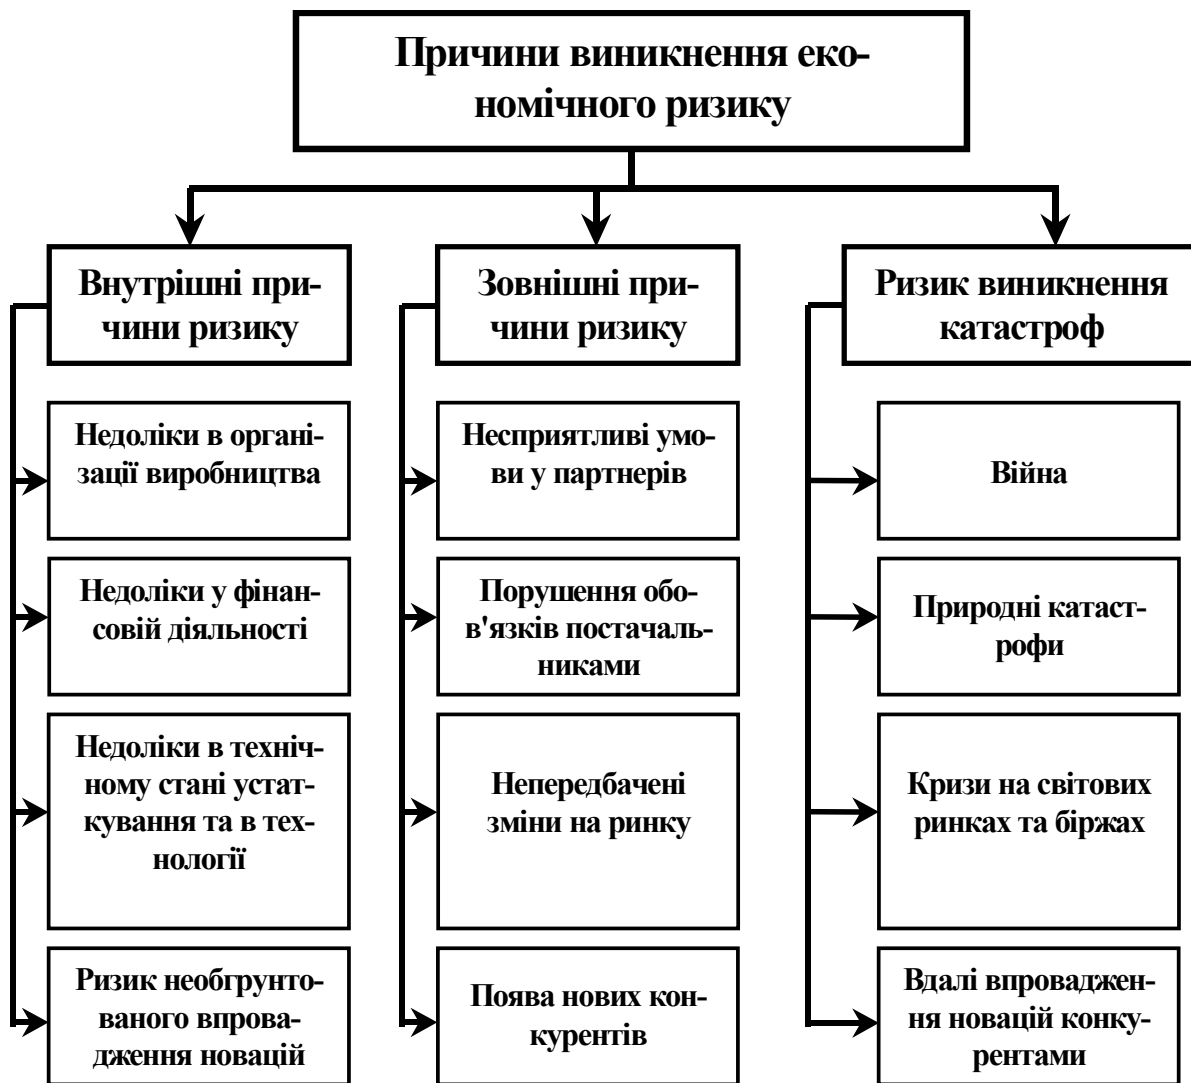 Причини виникнення еко-
номічного ризику
Внутрішні при-
чини ризику
Недоліки в органі-
зації виробництва
Недоліки у фінан-
совій діяльності
Недоліки в техніч-
ному стані устат-
кування та в тех-
нології
Ризик необгрунто-
ваного впрова-
дження новацій
Зовнішні при-
чини ризику
Несприятливі умо-
ви у партнерів
Порушення обо-
в'язків постачаль-
никами
Непередбачені
зміни на ринку
Поява нових кон-
курентів
Ризик виникнення
катастроф
Війна
Природні катаст-
рофи
Кризи на світових
ринках та біржах
Вдалі впроваджен-
ня новацій конку-
рентами